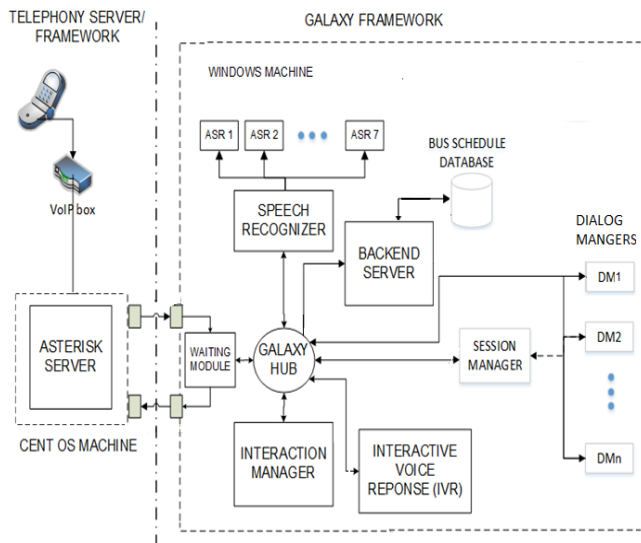 TELEPHONY SERVER/
FRAMEWORK
GALAXY FRAMEWORK
WINDOWS MACHINE
ASR 1
ASR 2
ASR 7
BUS SCHEDULE
DATABASE
VoIP box
SPEECH
RECOGNIZER
BACKEND
SERVER
DIALOG
MANGERS
DM1
DM2
DMn
ASTERISK
SERVER
WAITING
MODULE
GALAXY
HUB
SESSION
MANAGER
CENT OS MACHINE
INTERACTION
MANAGER
INTERACTIVE
VOICE
REPONSE (IVR)